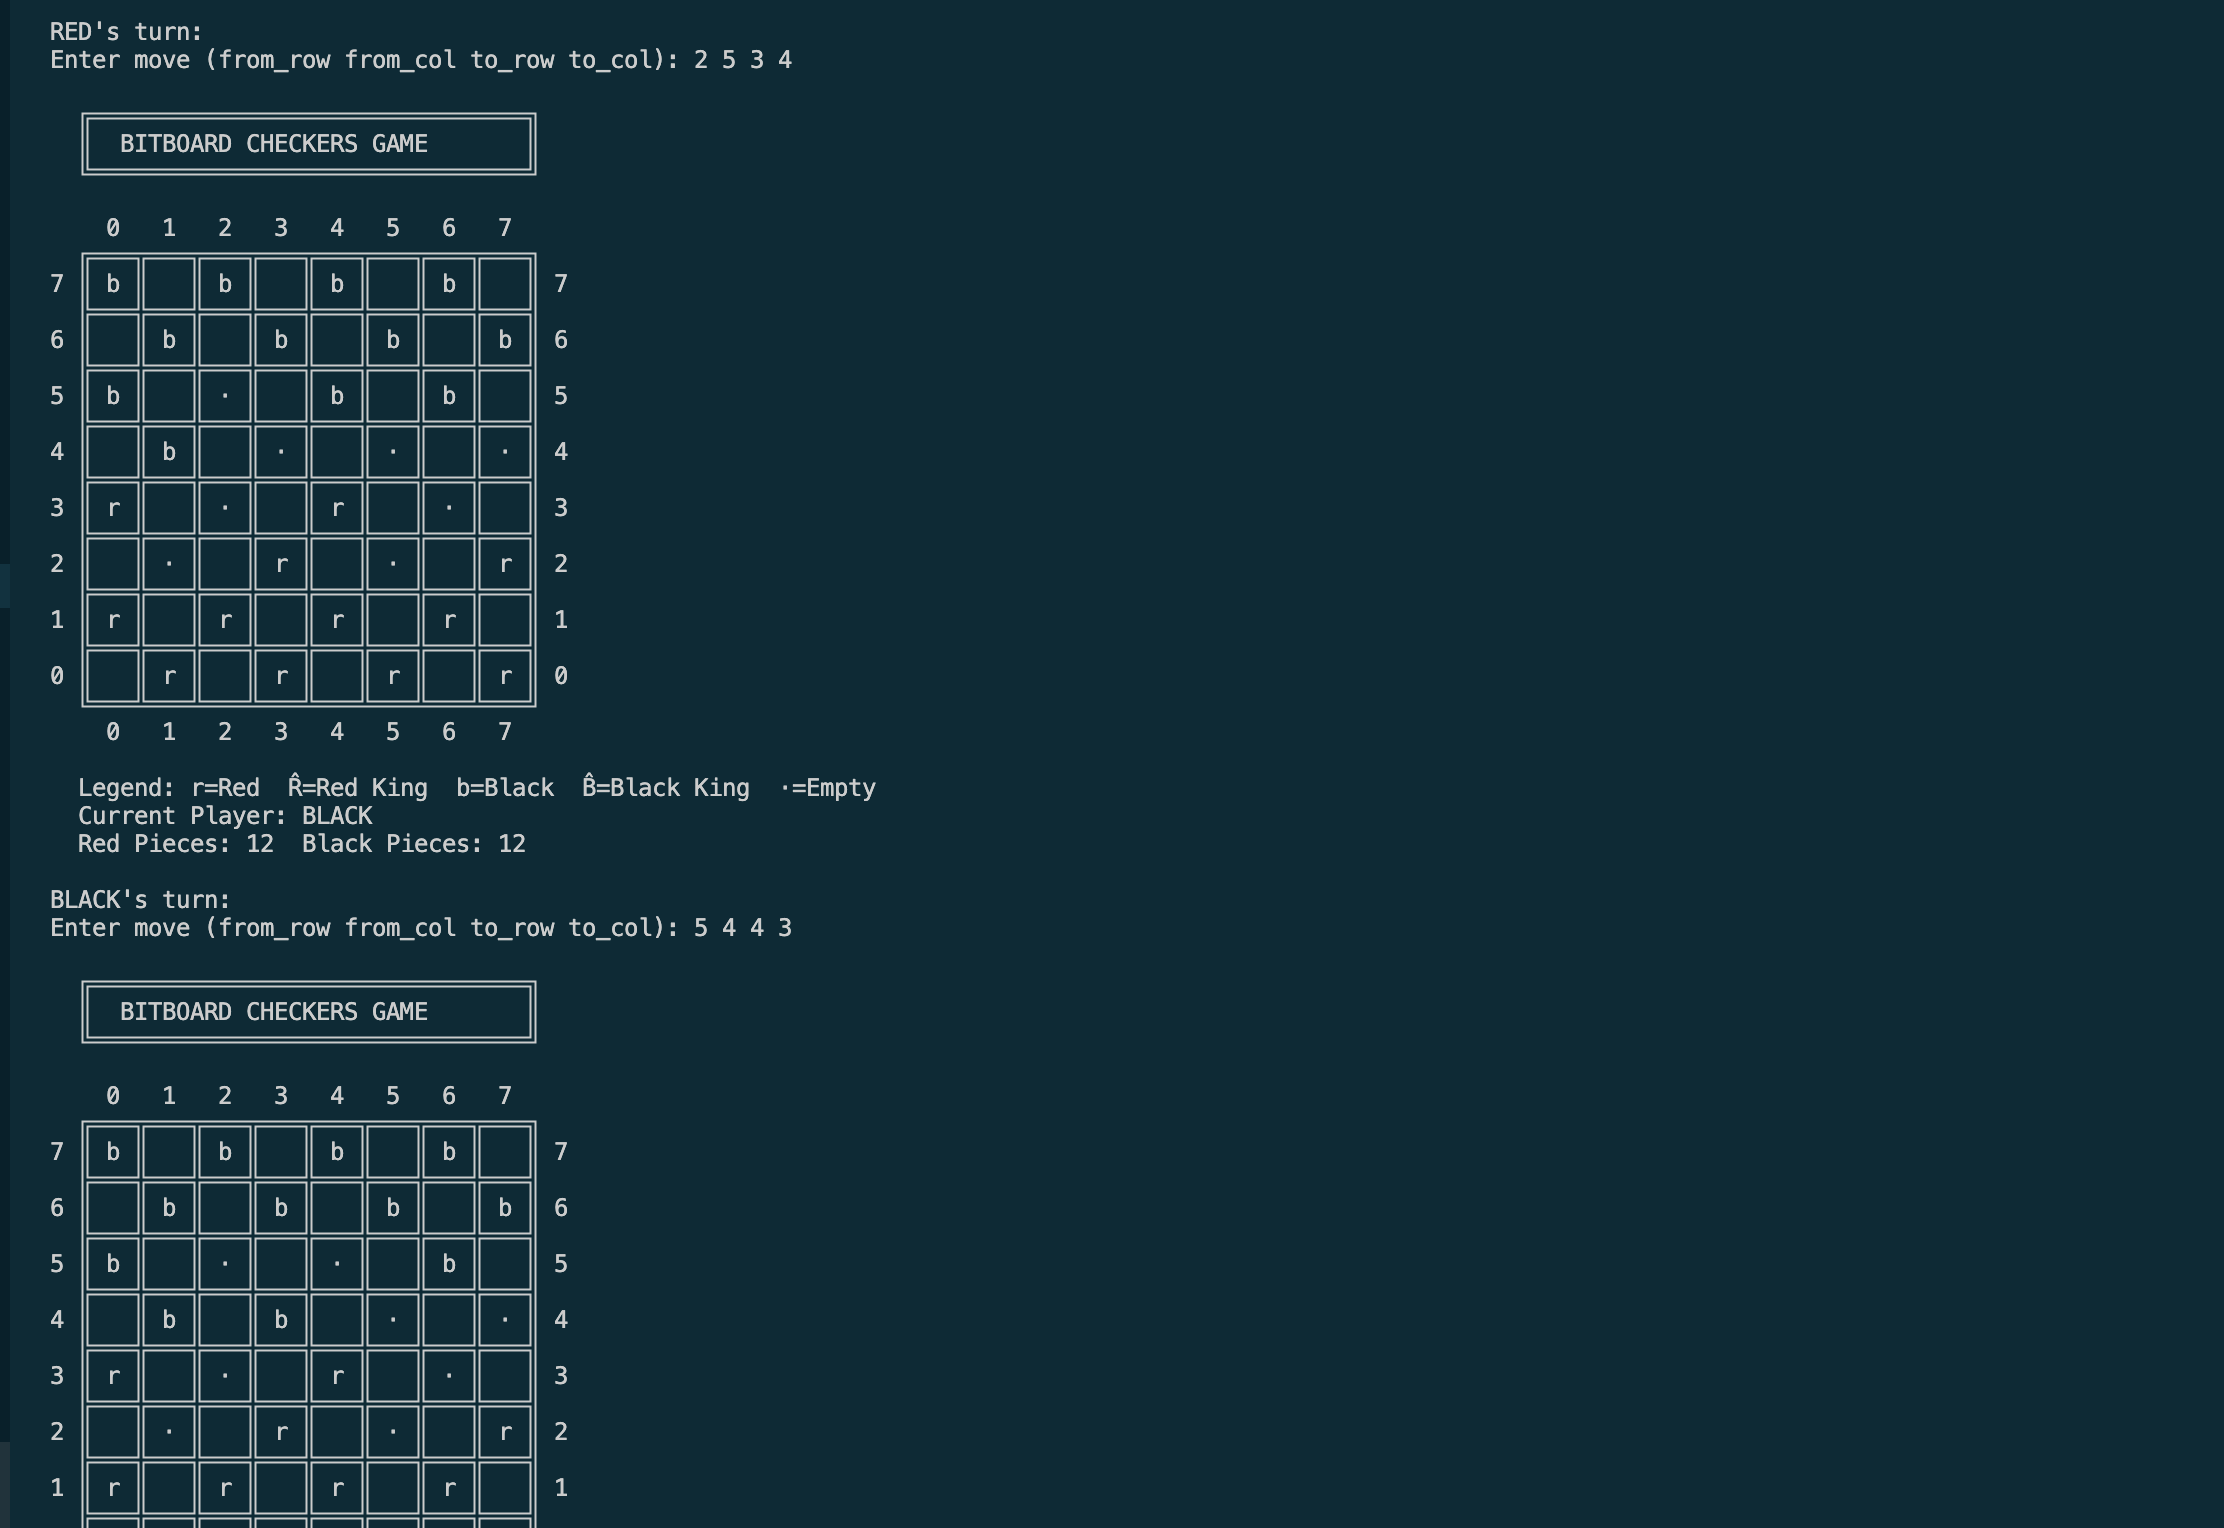 RED's turn:
Enter move (from_row from_col to_row to_col): 2 5 3 4
BITBOARD CHECKERS GAME
0 1 2 3 4 5 6 7
7 b b b b 7
6 b b b b 6
5 b · b b 5
4 b · · · 4
3 r · r · 3
2 · r · r 2
1 r r r r 1
0 r r r r 0
0 1 2 3 4 5 6 7
Legend: r=Red R̂=Red King b=Black B̂=Black King ·=Empty
Current Player: BLACK
Red Pieces: 12 Black Pieces: 12
BLACK's turn:
Enter move (from_row from_col to_row to_col): 5 4 4 3
BITBOARD CHECKERS GAME
0 1 2 3 4 5 6 7
7 b b b b 7
6 b b b b 6
5 b · · b 5
4 b b · · 4
3 r · r · 3
2 · r · r 2
1 r r r r 1